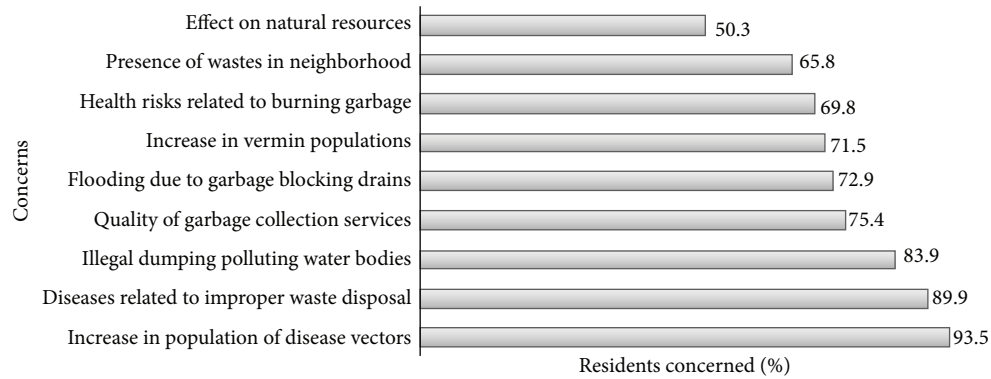 Concerns
Effect on natural resources 50.3
Presence of wastes in neighborhood 65.8
Health risks related to burning garbage 69.8
Increase in vermin populations 71.5
Flooding due to garbage blocking drains 72.9
Quality of garbage collection services 75.4
Illegal dumping polluting water bodies 83.9
Diseases related to improper waste disposal 89.9
Increase in population of disease vectors 93.5
Residents concerned (%)